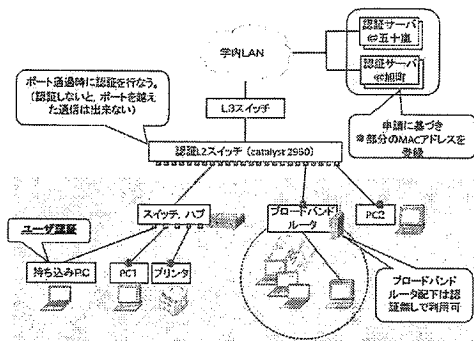 認証サーバ
@五十嵐
学内LAN
認証サーバ
@旭町
ポート通過時に認証を行なう。
(認証しないと、ポートを越え
た通信は出来ない)
L3スイッチ
申請に基づき
部分のMACアドレスを
登録
認証L2スイッチ (catalyst 2960)
スイッチ、ハブ
ブロードバンド
ルータ
PC2
ユーザ認証
持ち込みPC
PC1
プリンタ
ブロードバンド
ルータ配下は認
証無しで利用可